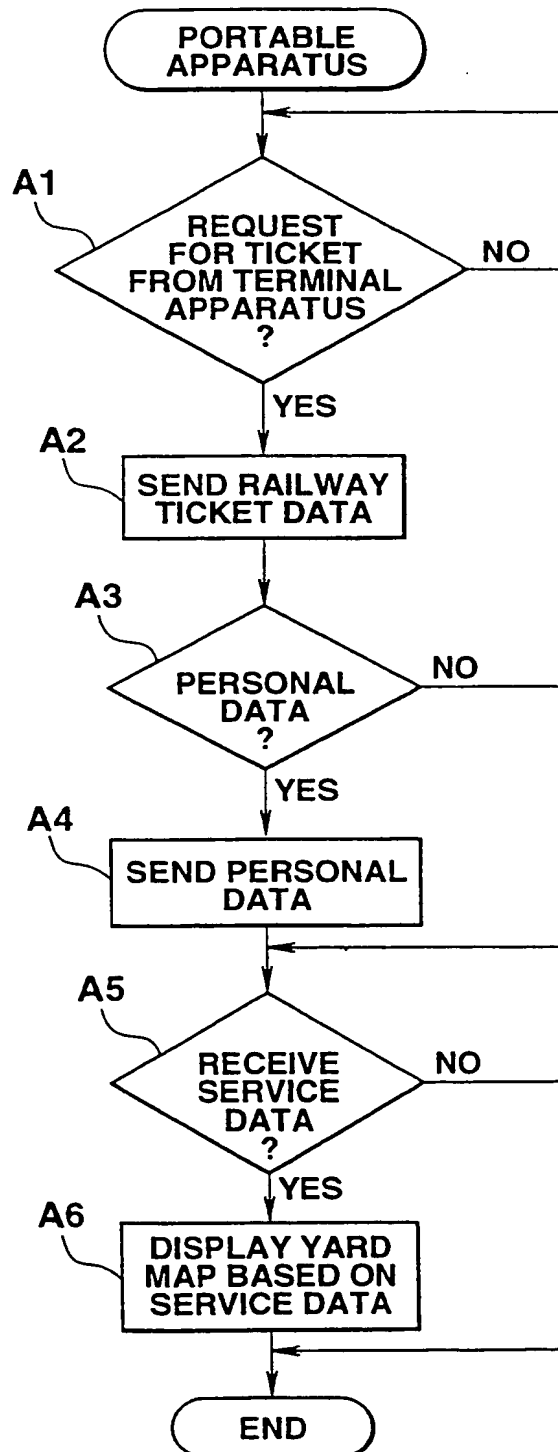 PORTABLE
APPARATUS
A1
REQUEST
FOR TICKET
FROM TERMINAL
APPARATUS
?
NO
YES
A2
SEND RAILWAY
TICKET DATA
A3
PERSONAL
DATA
?
NO
YES
A4
SEND PERSONAL
DATA
A5
RECEIVE
SERVICE
DATA
?
NO
YES
A6
DISPLAY YARD
MAP BASED ON
SERVICE DATA
END